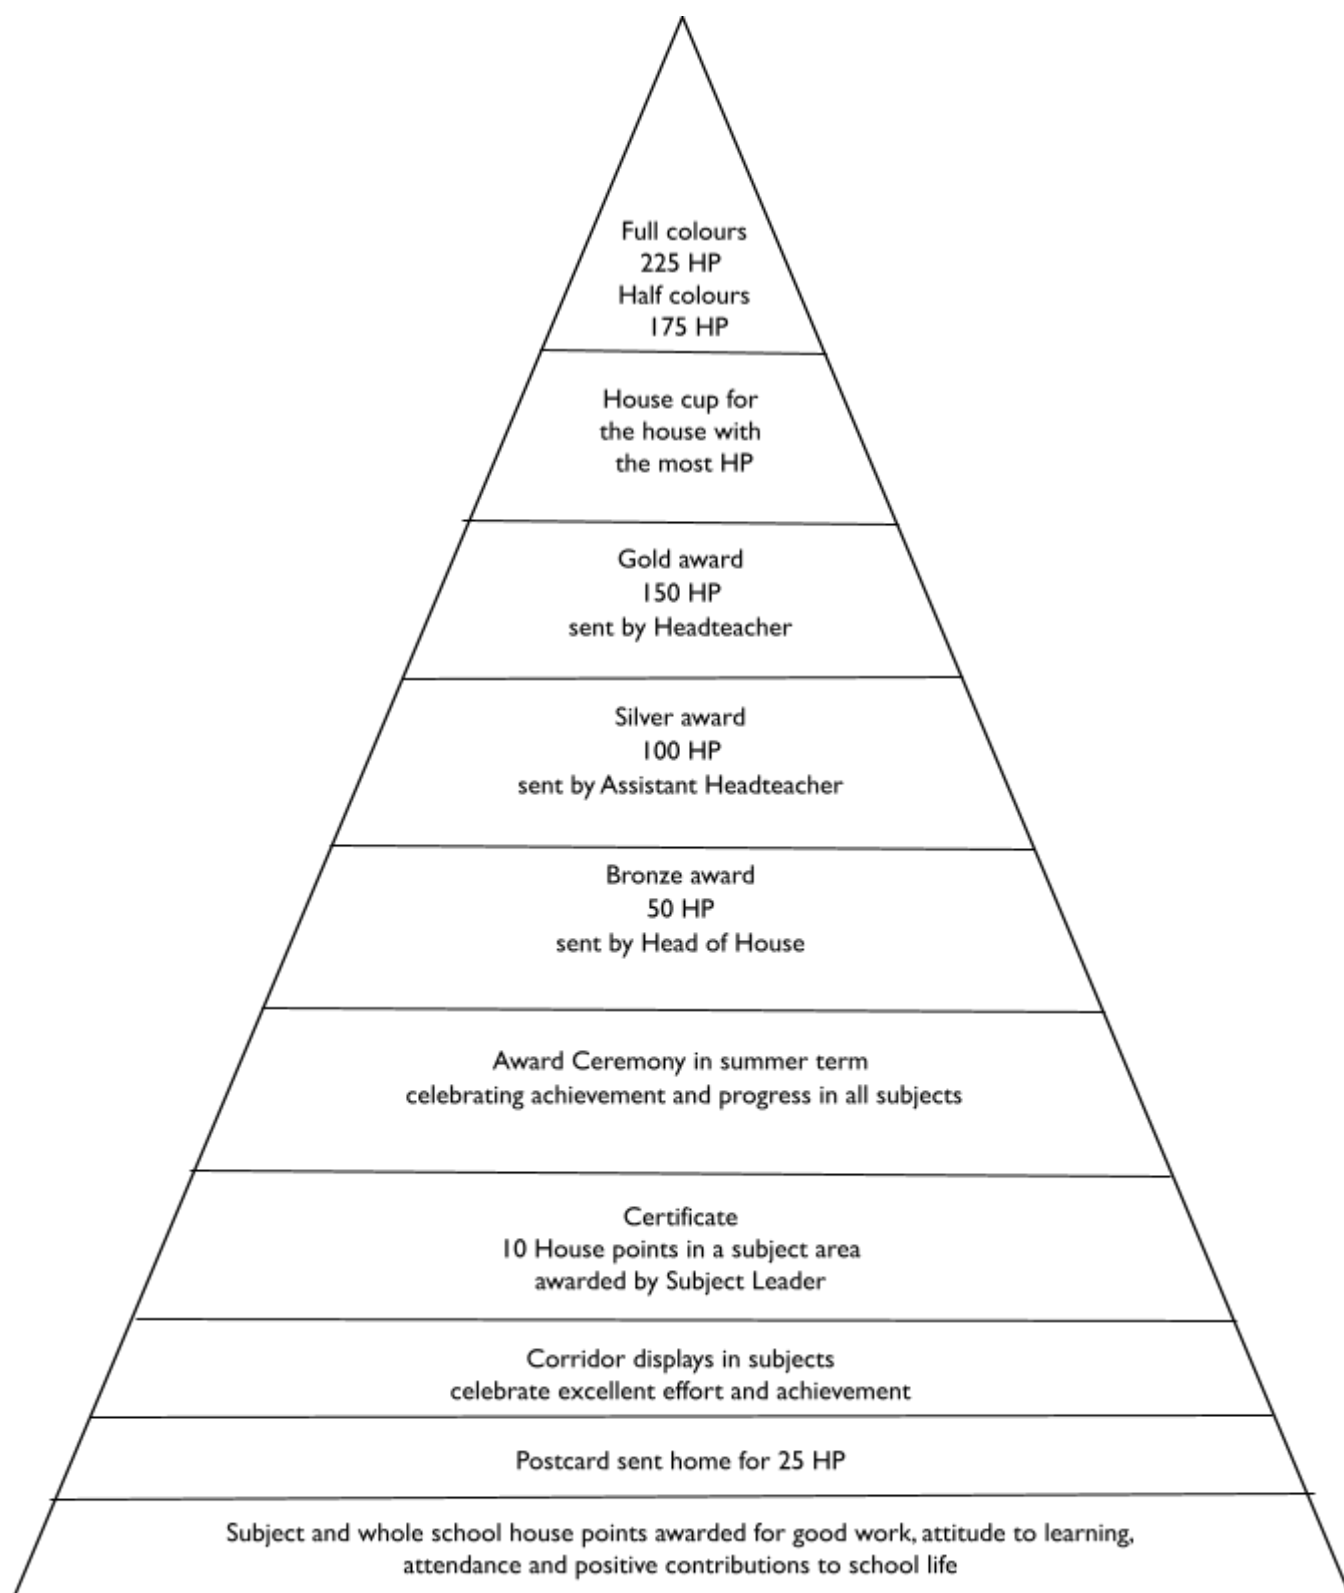 Full colours
225 HP
Half colours
175 HP
House cup for
the house with
the most HP
Gold award
150 HP
sent by Headteacher
Silver award
100 HP
sent by Assistant Headteacher
Bronze award
50 HP
sent by Head of House
Award Ceremony in summer term
celebrating achievement and progress in all subjects
Certificate
10 House points in a subject area
awarded by Subject Leader
Corridor displays in subjects
celebrate excellent effort and achievement
Postcard sent home for 25 HP
Subject and whole school house points awarded for good work, attitude to learning,
attendance and positive contributions to school life